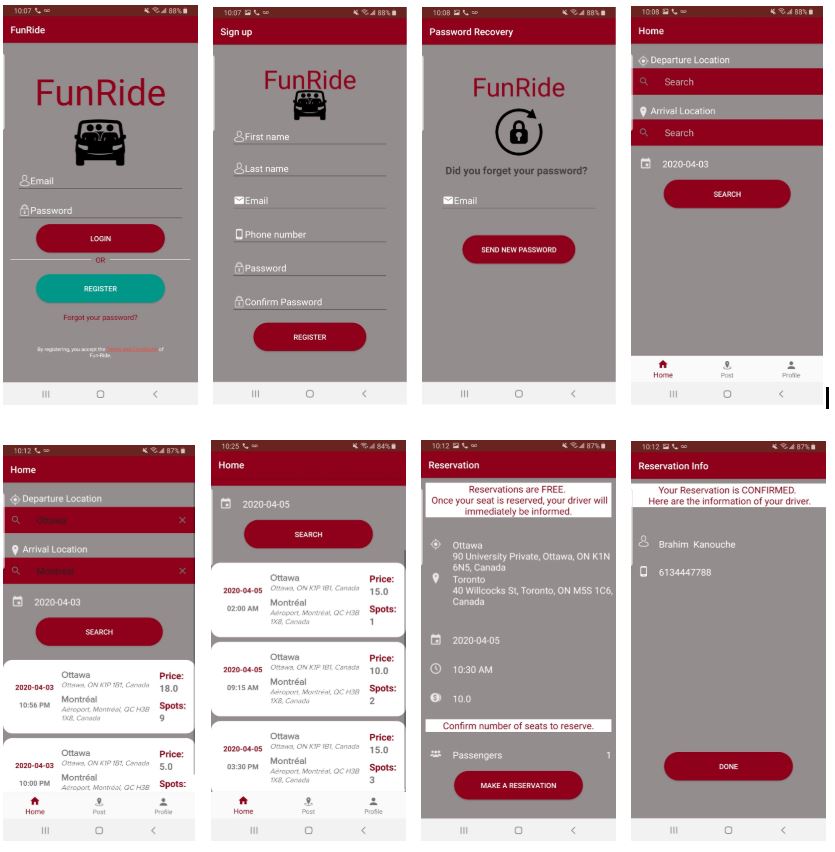 10:07 88%
FunRide
FunRide
Email
Password
LOGIN
OR
REGISTER
Forgot your password?
By registering, you accept the Terms and Conditions of
Fun-Ride.
10:07 88%
Sign up
FunRide
First name
Last name
Email
Phone number
Password
Confirm Password
REGISTER
10:08 88%
Password Recovery
FunRide
Did you forget your password?
Email
SEND NEW PASSWORD
10:08 88%
Home
Departure Location
Search
Arrival Location
Search
2020-04-03
SEARCH
Home Post Profile
10:12 87%
Home
Departure Location
Ottawa
Arrival Location
Montréal
2020-04-03
SEARCH
Ottawa Price:
2020-04-03 Ottawa, ON K1P 1B1, Canada 18.0
10:56 PM Montréal Spots:
Aéroport, Montréal, QC H3B 9
1X8, Canada
Ottawa Price:
2020-04-03 Ottawa, ON K1P 1B1, Canada 5.0
10:00 PM Montréal Spots:
Aéroport, Montréal, QC H3B
Home Post Profile
10:25 84%
Home
2020-04-05
SEARCH
Ottawa Price:
2020-04-05 Ottawa, ON K1P 1B1, Canada 15.0
02:00 AM Montréal Spots:
Aéroport, Montréal, QC H3B 1
1X8, Canada
Ottawa Price:
2020-04-05 Ottawa, ON K1P 1B1, Canada 10.0
09:15 AM Montréal Spots:
Aéroport, Montréal, QC H3B 2
1X8, Canada
Ottawa Price:
2020-04-05 Ottawa, ON K1P 1B1, Canada 15.0
03:30 PM Montréal Spots:
Aéroport, Montréal, QC H3B 3
1X8, Canada
Home Post Profile
10:12 87%
Reservation
Reservations are FREE.
Once your seat is reserved, your driver will
immediately be informed.
Ottawa
90 University Private, Ottawa, ON K1N
6N5, Canada
Toronto
40 Willcocks St, Toronto, ON M5S 1C6,
Canada
2020-04-05
10:30 AM
10.0
Confirm number of seats to reserve.
Passengers 1
MAKE A RESERVATION
10:12 87%
Reservation Info
Your Reservation is CONFIRMED.
Here are the information of your driver.
Brahim Kanouche
6134447788
DONE